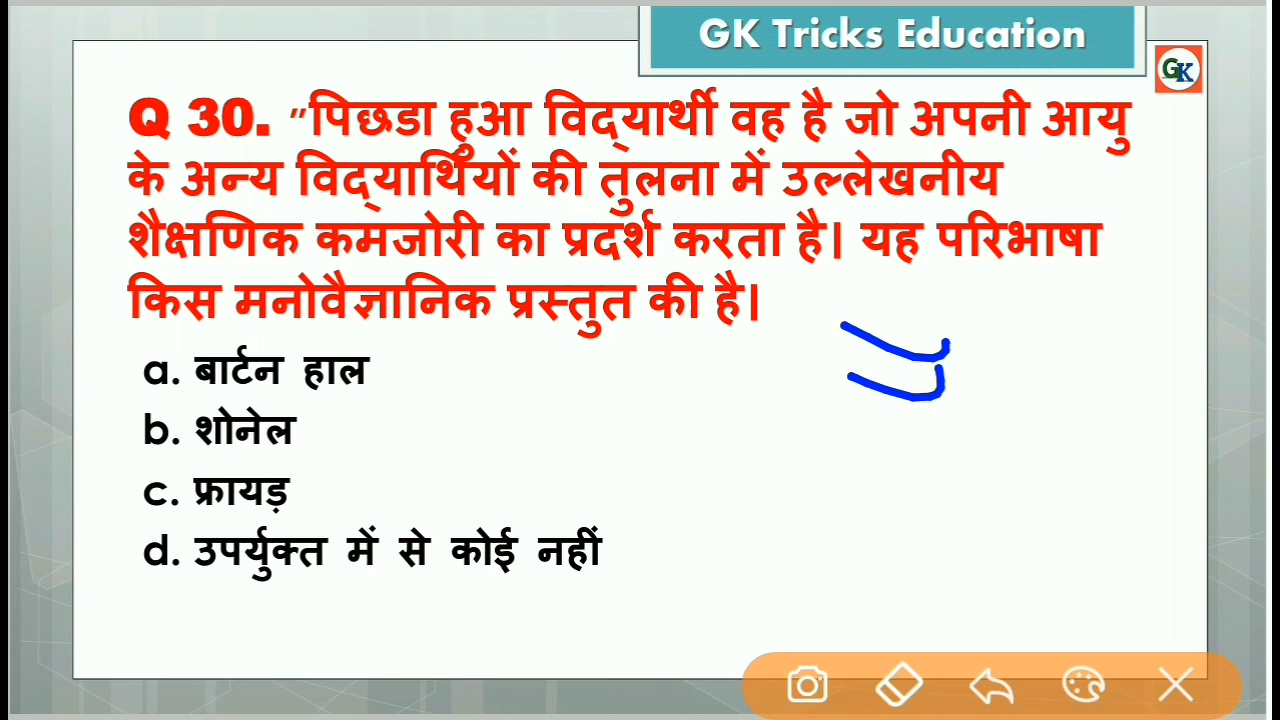 GK Tricks Education
GK
Q 30. "पिछडा हुआ विद्यार्थी वह है जो अपनी आयु
के अन्य विद्यार्थियों की तुलना में उल्लेखनीय
शैक्षणिक कमजोरी का प्रदर्श करता है। यह परिभाषा
किस मनोवैज्ञानिक प्रस्तुत की है।
a. बार्टन हाल
b. शोनेल
c. फ्रायड़
d. उपर्युक्त में से कोई नहीं